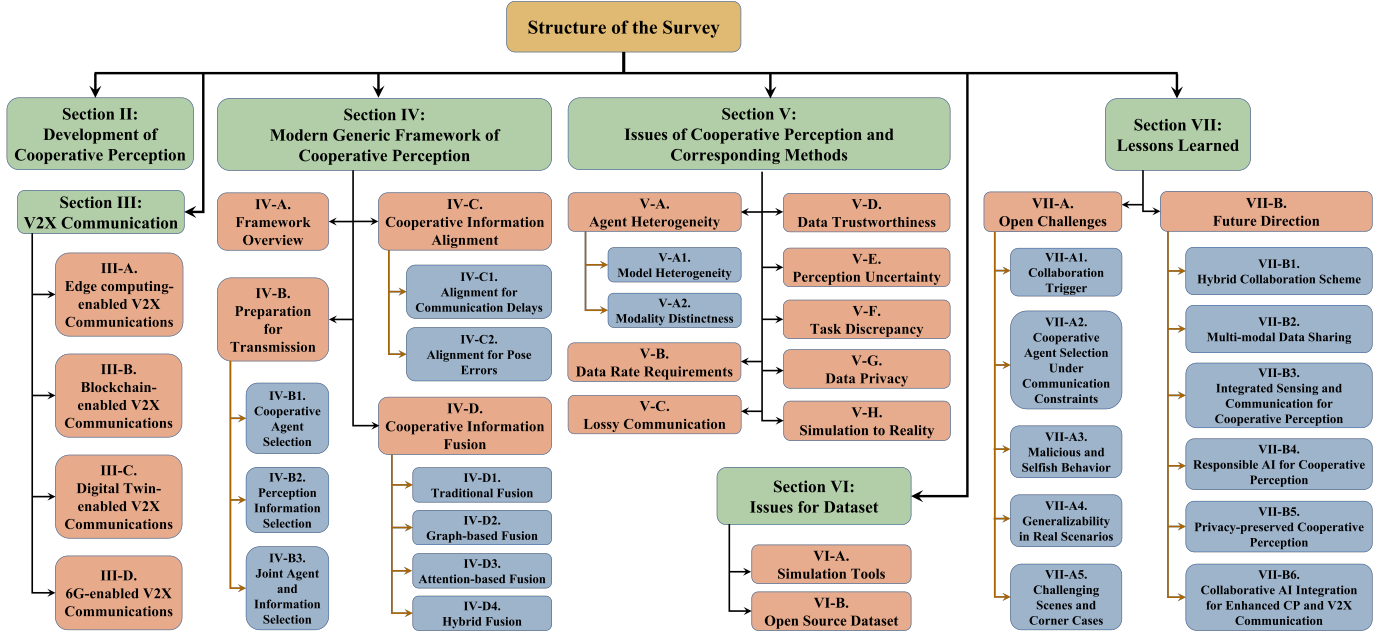 Structure of the Survey
Section II:
Development of
Cooperative Perception
Section III:
V2X Communication
III-A.
Edge computing-
enabled V2X
Communications
III-B.
Blockchain-
enabled V2X
Communications
III-C.
Digital Twin-
enabled V2X
Communications
III-D.
6G-enabled V2X
Communications
Section IV:
Modern Generic Framework of
Cooperative Perception
IV-A.
Framework
Overview
IV-B.
Preparation
for
Transmission
IV-B1.
Cooperative
Agent
Selection
IV-B2.
Perception
Information
Selection
IV-B3.
Joint Agent
and
Information
Selection
IV-C.
Cooperative Information
Alignment
IV-C1.
Alignment for
Communication Delays
IV-C2.
Alignment for Pose
Errors
IV-D.
Cooperative Information
Fusion
IV-D1.
Traditional Fusion
IV-D2.
Graph-based Fusion
IV-D3.
Attention-based Fusion
IV-D4.
Hybrid Fusion
Section V:
Issues of Cooperative Perception and
Corresponding Methods
V-A.
Agent Heterogeneity
V-A1.
Model Heterogeneity
V-A2.
Modality Distinctness
V-B.
Data Rate Requirements
V-C.
Lossy Communication
V-D.
Data Trustworthiness
V-E.
Perception Uncertainty
V-F.
Task Discrepancy
V-G.
Data Privacy
V-H.
Simulation to Reality
Section VI:
Issues for Dataset
VI-A.
Simulation Tools
VI-B.
Open Source Dataset
Section VII:
Lessons Learned
VII-A.
Open Challenges
VII-A1.
Collaboration
Trigger
VII-A2.
Cooperative
Agent Selection
Under
Communication
Constraints
VII-A3.
Malicious and
Selfish Behavior
VII-A4.
Generalizability
in Real Scenarios
VII-A5.
Challenging
Scenes and
Corner Cases
VII-B.
Future Direction
VII-B1.
Hybrid Collaboration Scheme
VII-B2.
Multi-modal Data Sharing
VII-B3.
Integrated Sensing and
Communication for
Cooperative Perception
VII-B4.
Responsible AI for Cooperative
Perception
VII-B5.
Privacy-preserved Cooperative
Perception
VII-B6.
Collaborative AI Integration
for Enhanced CP and V2X
Communication